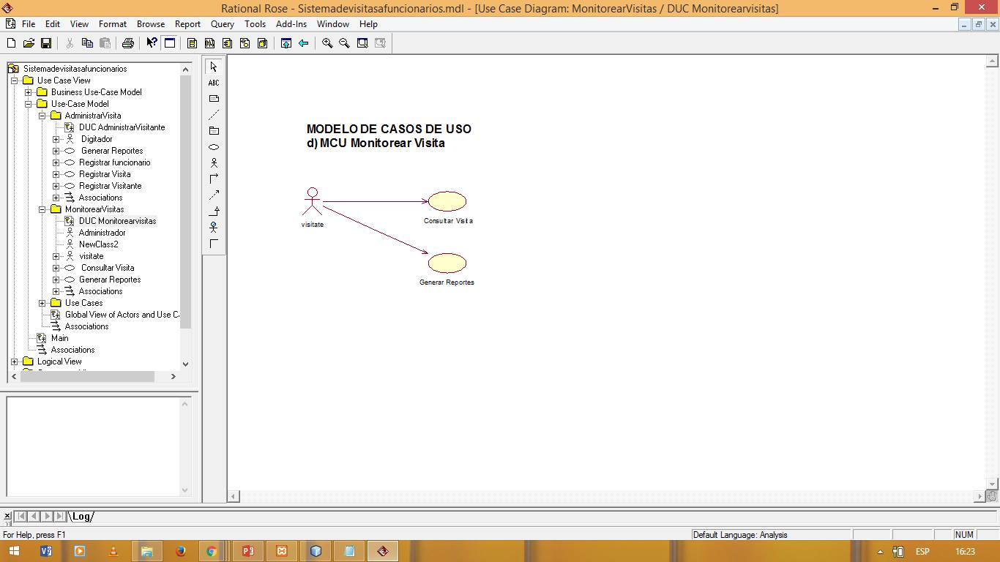 Rational Rose - Sistemadevisitasafuncionarios.mdl - [Use Case Diagram: MonitorearVisitas / DUC Monitorearvisitas]
File Edit View Format Browse Report Query Tools Add-Ins Window Help
Sistemadevisitasafuncionarios
Use Case View
Business Use-Case Model
Use-Case Model
AdministrarVisita
DUC AdministrarVisitante
Digitador
Generar Reportes
Registrar funcionario
Registrar Visita
Registrar Visitante
Associations
MonitorearVisitas
DUC Monitorearvisitas
Administrador
NewClass2
visitate
Consultar Visita
Generar Reportes
Associations
Use Cases
Global View of Actors and Use C
Associations
Main
Associations
Logical View
ABC
MODELO DE CASOS DE USO
d) MCU Monitorear Visita
visitate
Consultar Visita
Generar Reportes
Log
For Help, press F1
Default Language: Analysis
NUM
ESP
16:23